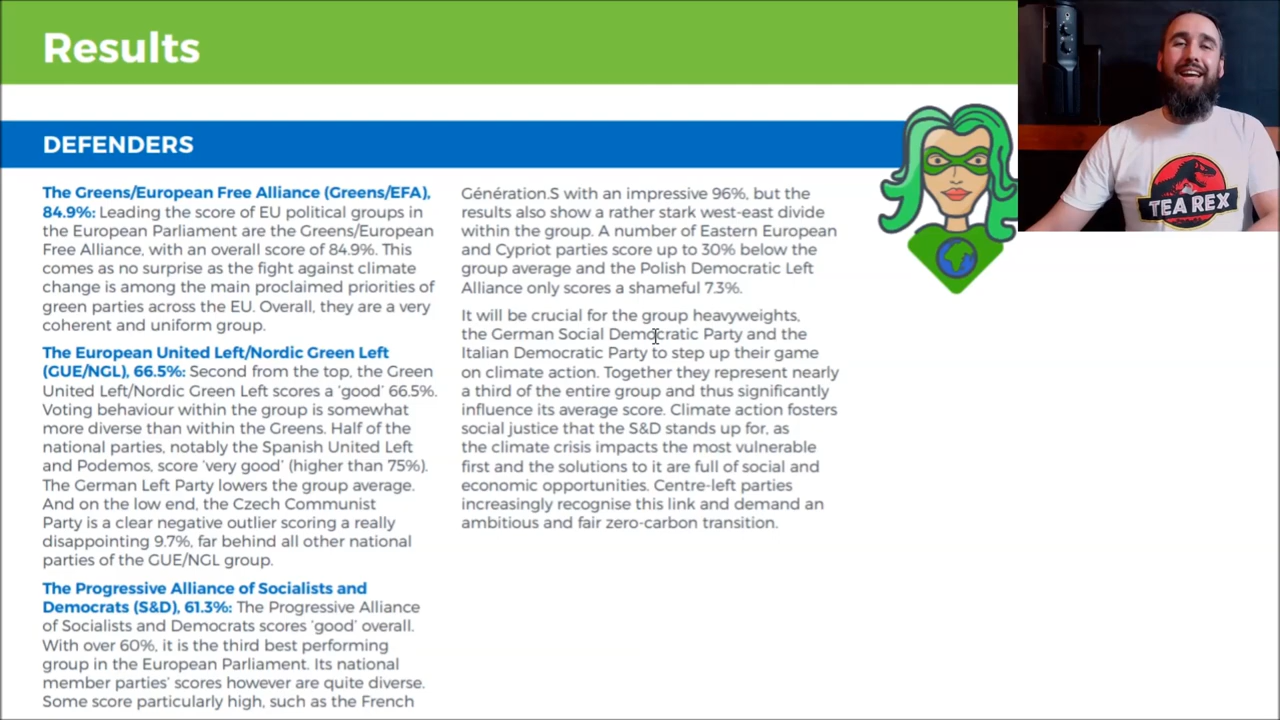 Results
DEFENDERS
The Greens/European Free Alliance (Greens/EFA),
84.9%: Leading the score of EU political groups in
the European Parliament are the Greens/European
Free Alliance, with an overall score of 84.9%. This
comes as no surprise as the fight against climate
change is among the main proclaimed priorities of
green parties across the EU. Overall, they are a very
coherent and uniform group.
The European United Left/Nordic Green Left
(GUE/NGL), 66.5%: Second from the top, the Green
United Left/Nordic Green Left scores a ‘good’ 66.5%.
Voting behaviour within the group is somewhat
more diverse than within the Greens. Half of the
national parties, notably the Spanish United Left
and Podemos, score ‘very good’ (higher than 75%).
The German Left Party lowers the group average.
And on the low end, the Czech Communist
Party is a clear negative outlier scoring a really
disappointing 9.7%, far behind all other national
parties of the GUE/NGL group.
The Progressive Alliance of Socialists and
Democrats (S&D), 61.3%: The Progressive Alliance
of Socialists and Democrats scores ‘good’ overall.
With over 60%, it is the third best performing
group in the European Parliament. Its national
member parties’ scores however are quite diverse.
Some score particularly high, such as the French
Génération.S with an impressive 96%, but the
results also show a rather stark west-east divide
within the group. A number of Eastern European
and Cypriot parties score up to 30% below the
group average and the Polish Democratic Left
Alliance only scores a shameful 7.3%.
It will be crucial for the group heavyweights,
the German Social Democratic Party and the
Italian Democratic Party to step up their game
on climate action. Together they represent nearly
a third of the entire group and thus significantly
influence its average score. Climate action fosters
social justice that the S&D stands up for, as
the climate crisis impacts the most vulnerable
first and the solutions to it are full of social and
economic opportunities. Centre-left parties
increasingly recognise this link and demand an
ambitious and fair zero-carbon transition.
TEA REX